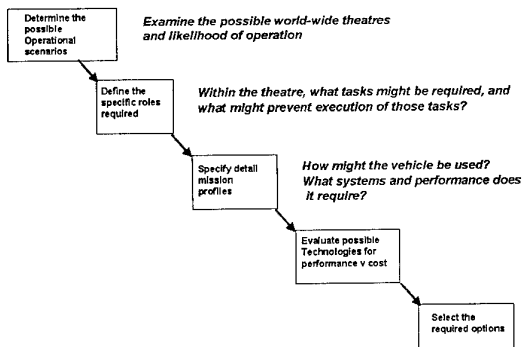 Determine the
possible
Operational
scenarios
Examine the possible world-wide theatres
and likelihood of operation
Define the
specific roles
required
Within the theatre, what tasks might be required, and
what might prevent execution of those tasks?
Specify detail
mission
profiles
How might the vehicle be used?
What systems and performance does
it require?
Evaluate possible
Technologies for
performance v cost
Select the
required options